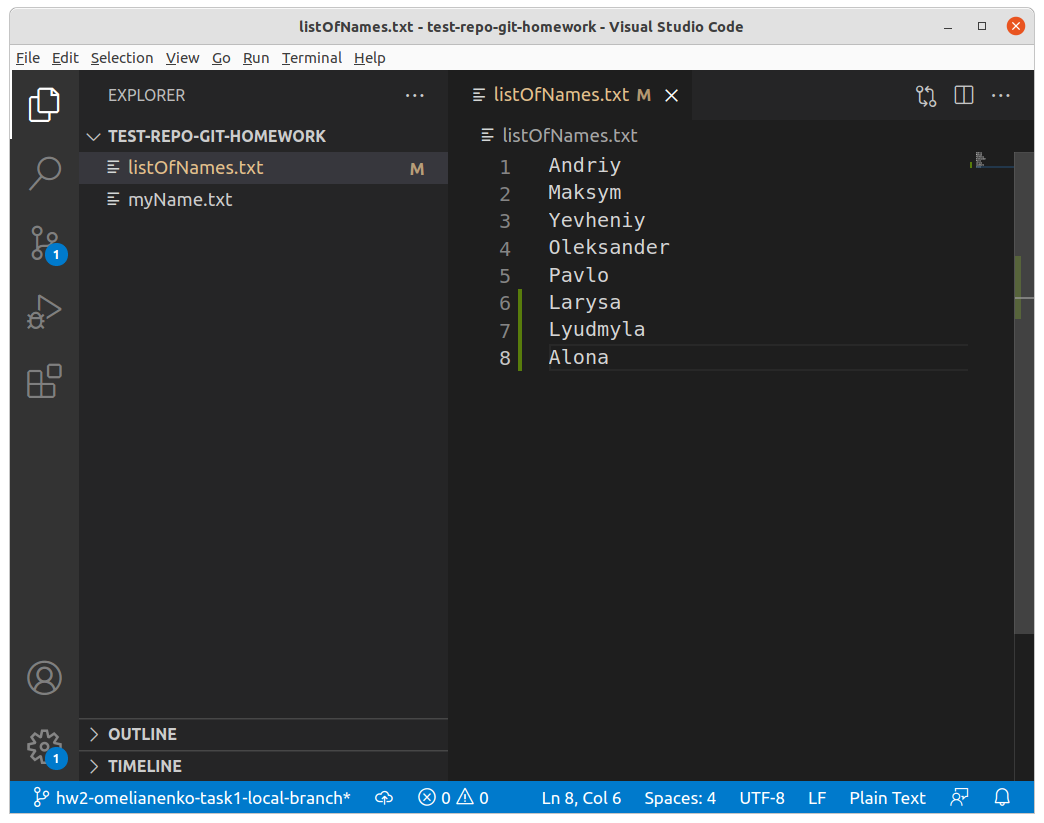 listOfNames.txt - test-repo-git-homework - Visual Studio Code
File Edit Selection View Go Run Terminal Help
EXPLORER
TEST-REPO-GIT-HOMEWORK
listOfNames.txt M
myName.txt
listOfNames.txt M
listOfNames.txt
1 Andriy
2 Maksym
3 Yevheniy
4 Oleksander
5 Pavlo
6 Larysa
7 Lyudmyla
8 Alona
1
OUTLINE
TIMELINE
1
hw2-omelianenko-task1-local-branch* 0 0 Ln 8, Col 6 Spaces: 4 UTF-8 LF Plain Text